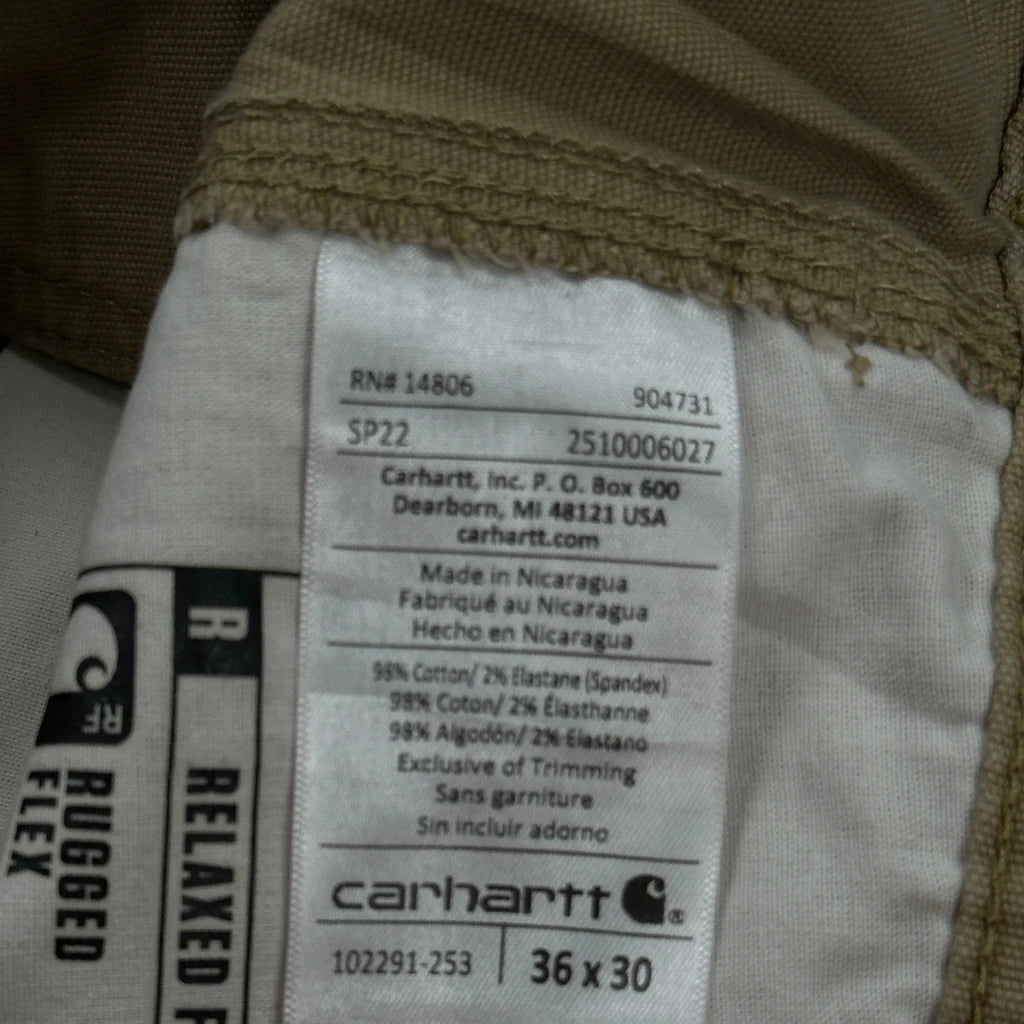 RN# 14806 904731
SP22 2510006027
Carhartt, Inc. P. O. Box 600
Dearborn, MI 48121 USA
carhartt.com
Made in Nicaragua
Fabriqué au Nicaragua
Hecho en Nicaragua
98% Cotton/ 2% Elastane (Spandex)
98% Coton/ 2% Élasthanne
98% Algodón/ 2% Elastano
Exclusive of Trimming
Sans garniture
Sin incluir adorno
carhartt ®
102291-253 36 x 30
R RELAXED F
RF
RUGGED
FLEX